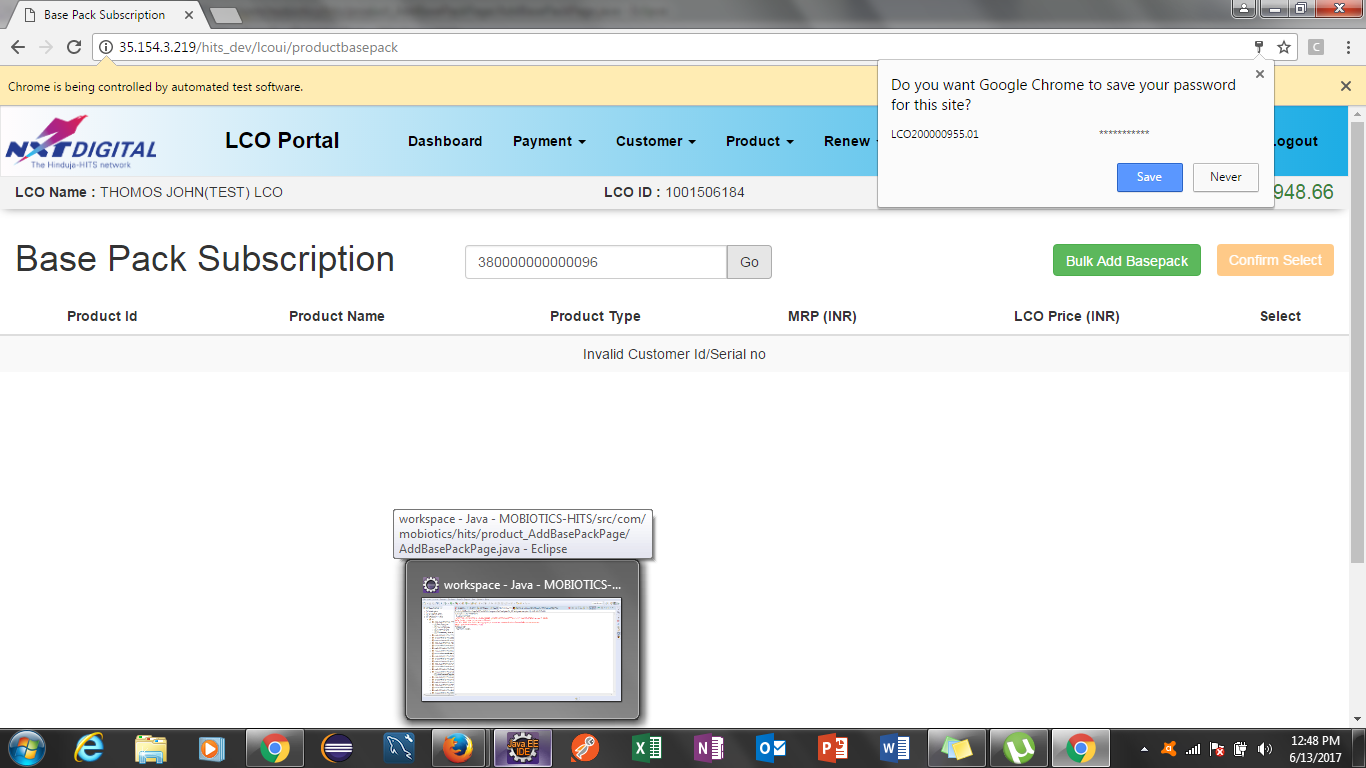 Base Pack Subscription
35.154.3.219/hits_dev/lcoui/productbasepack
Chrome is being controlled by automated test software.
Do you want Google Chrome to save your password
for this site?
LCO200000955.01 ***********
Save Never
NXTDIGITAL
The Hinduja-HITS network
LCO Portal Dashboard Payment Customer Product Renew Logout
LCO Name : THOMOS JOHN(TEST) LCO LCO ID : 1001506184 948.66
Base Pack Subscription 380000000000096 Go Bulk Add Basepack Confirm Select
Product Id Product Name Product Type MRP (INR) LCO Price (INR) Select
Invalid Customer Id/Serial no
workspace - Java - MOBIOTICS-HITS/src/com/
mobiotics/hits/product_AddBasePackPage/
AddBasePackPage.java - Eclipse
workspace - Java - MOBIOTICS-...
Java EE
IDE
12:48 PM
6/13/2017